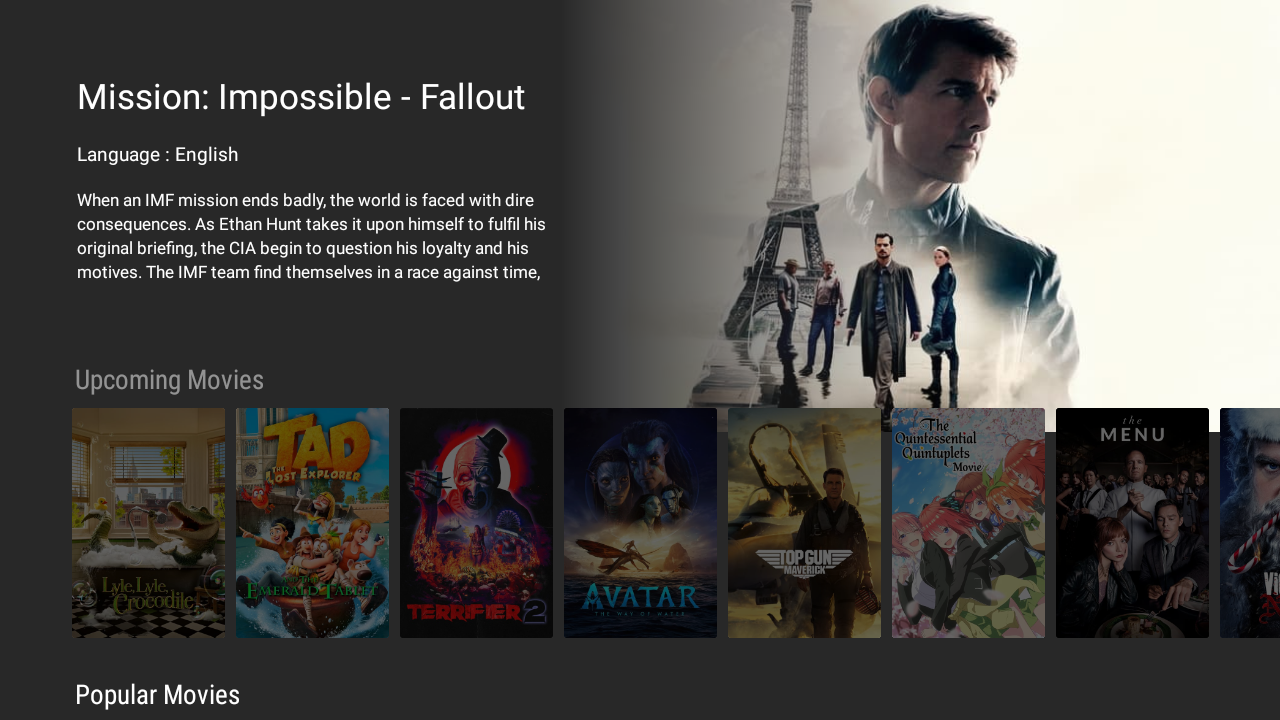 Mission: Impossible - Fallout
Language : English
When an IMF mission ends badly, the world is faced with dire
consequences. As Ethan Hunt takes it upon himself to fulfil his
original briefing, the CIA begin to question his loyalty and his
motives. The IMF team find themselves in a race against time,
Upcoming Movies
Lyle, Lyle,
Crocodile
TAD
THE
LOST EXPLORER
AND THE
EMERALD TABLET
TERRIFIER 2
AVATAR
THE WAY OF WATER
TOP GUN
MAVERICK
The
Quintessential
Quintuplets
Movie
the
MENU
Popular Movies